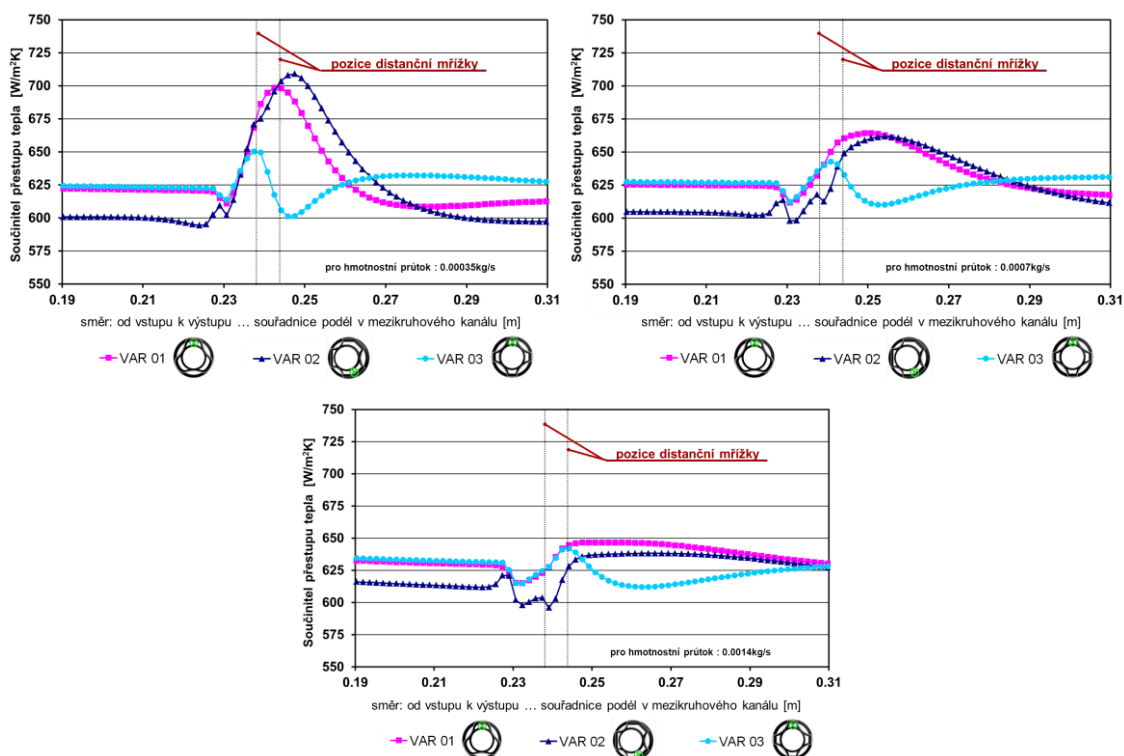 750
725
700
675
650
625
600
575
550
Součinitel přestupu tepla [W/m²K]
pozice distanční mřížky
pro hmotnostní průtok : 0.00035kg/s
0.19 0.21 0.23 0.25 0.27 0.29 0.31
směr: od vstupu k výstupu … souřadnice podél v mezikruhového kanálu [m]
VAR 01 VAR 02 VAR 03
750
725
700
675
650
625
600
575
550
Součinitel přestupu tepla [W/m²K]
pozice distanční mřížky
pro hmotnostní průtok : 0.0007kg/s
0.19 0.21 0.23 0.25 0.27 0.29 0.31
směr: od vstupu k výstupu … souřadnice podél v mezikruhového kanálu [m]
VAR 01 VAR 02 VAR 03
750
725
700
675
650
625
600
575
550
Součinitel přestupu tepla [W/m²K]
pozice distanční mřížky
pro hmotnostní průtok : 0.0014kg/s
0.19 0.21 0.23 0.25 0.27 0.29 0.31
směr: od vstupu k výstupu … souřadnice podél v mezikruhového kanálu [m]
VAR 01 VAR 02 VAR 03